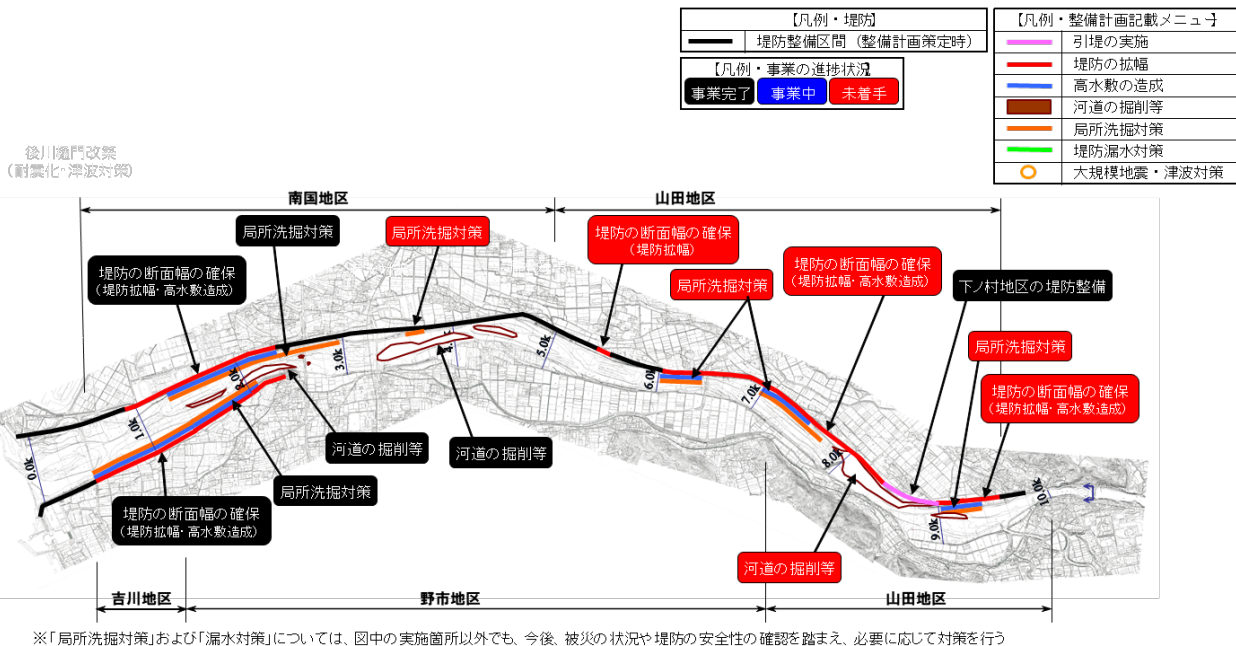 【凡例・堤防】
堤防整備区間（整備計画策定時）
【凡例・事業の進捗状況】
事業完了
事業中
未着手
【凡例・整備計画記載メニュー】
引堤の実施
堤防の拡幅
高水敷の造成
河道の掘削等
局所洗掘対策
堤防漏水対策
大規模地震・津波対策
後川樋門改築
（耐震化・津波対策）
南国地区
山田地区
局所洗掘対策
局所洗掘対策
堤防の断面幅の確保
（堤防拡幅）
堤防の断面幅の確保
（堤防拡幅・高水敷造成）
堤防の断面幅の確保
（堤防拡幅・高水敷造成）
局所洗掘対策
下ノ村地区の堤防整備
局所洗掘対策
堤防の断面幅の確保
（堤防拡幅・高水敷造成）
0.0k
1.0k
2.0k
3.0k
5.0k
6.0k
7.0k
8.0k
9.0k
10.0k
河道の掘削等
河道の掘削等
局所洗掘対策
堤防の断面幅の確保
（堤防拡幅・高水敷造成）
河道の掘削等
吉川地区
野市地区
山田地区
※「局所洗掘対策」および「漏水対策」については、図中の実施箇所以外でも、今後、被災の状況や堤防の安全性の確認を踏まえ、必要に応じて対策を行う